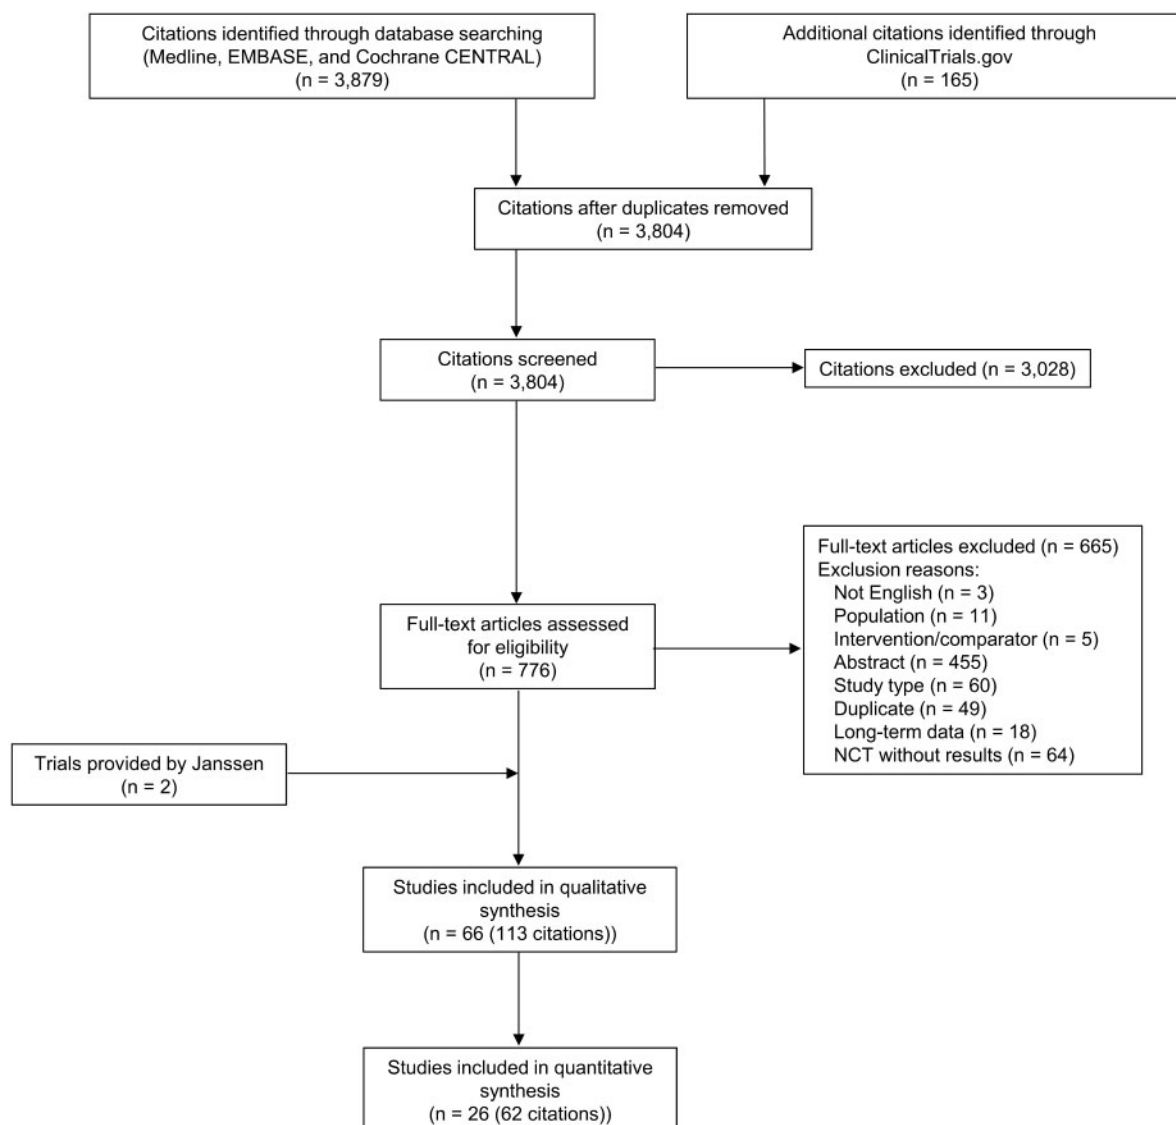 Citations identified through database searching
(Medline, EMBASE, and Cochrane CENTRAL)
(n = 3,879)
Additional citations identified through
ClinicalTrials.gov
(n = 165)
Citations after duplicates removed
(n = 3,804)
Citations screened
(n = 3,804)
Citations excluded (n = 3,028)
Full-text articles assessed
for eligibility
(n = 776)
Full-text articles excluded (n = 665)
Exclusion reasons:
Not English (n = 3)
Population (n = 11)
Intervention/comparator (n = 5)
Abstract (n = 455)
Study type (n = 60)
Duplicate (n = 49)
Long-term data (n = 18)
NCT without results (n = 64)
Trials provided by Janssen
(n = 2)
Studies included in qualitative
synthesis
(n = 66 (113 citations))
Studies included in quantitative
synthesis
(n = 26 (62 citations))